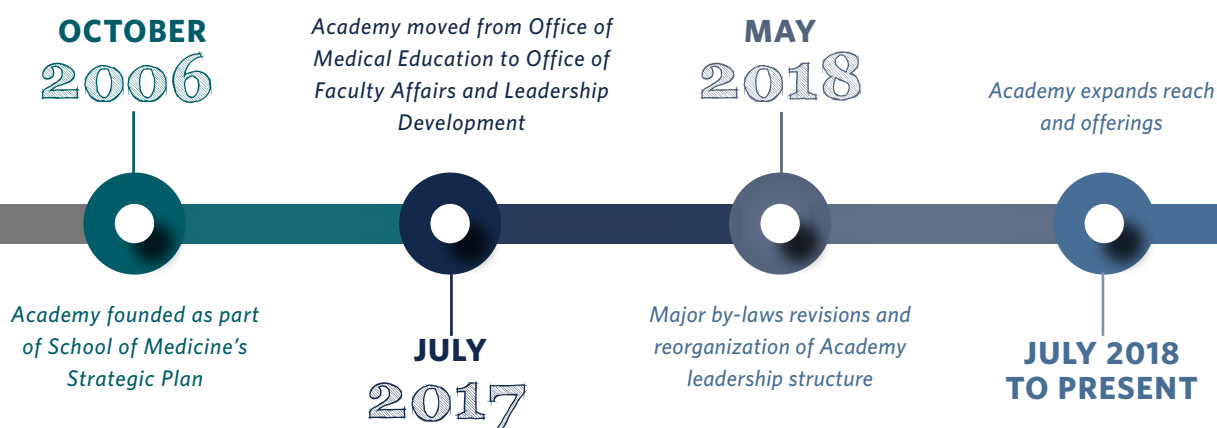 OCTOBER
2006
Academy founded as part
of School of Medicine's
Strategic Plan
Academy moved from Office of
Medical Education to Office of
Faculty Affairs and Leadership
Development
JULY
2017
MAY
2018
Major by-laws revisions and
reorganization of Academy
leadership structure
Academy expands reach
and offerings
JULY 2018
TO PRESENT